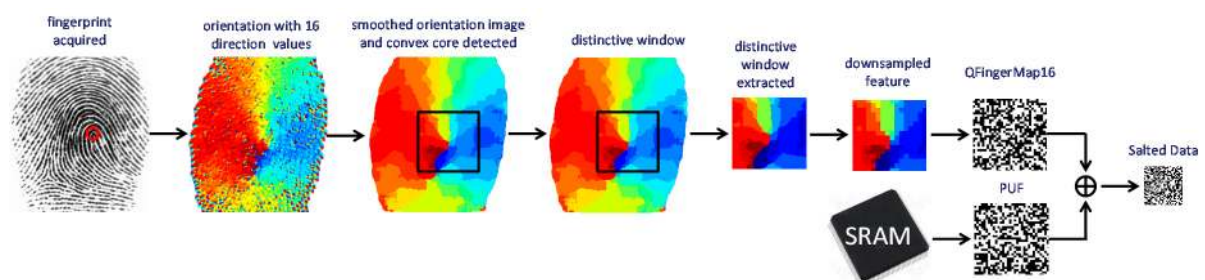 fingerprint
acquired
orientation with 16
direction values
smoothed orientation image
and convex core detected
distinctive window
distinctive
window
extracted
downsampled
feature
QFingerMap16
Salted Data
PUF
SRAM